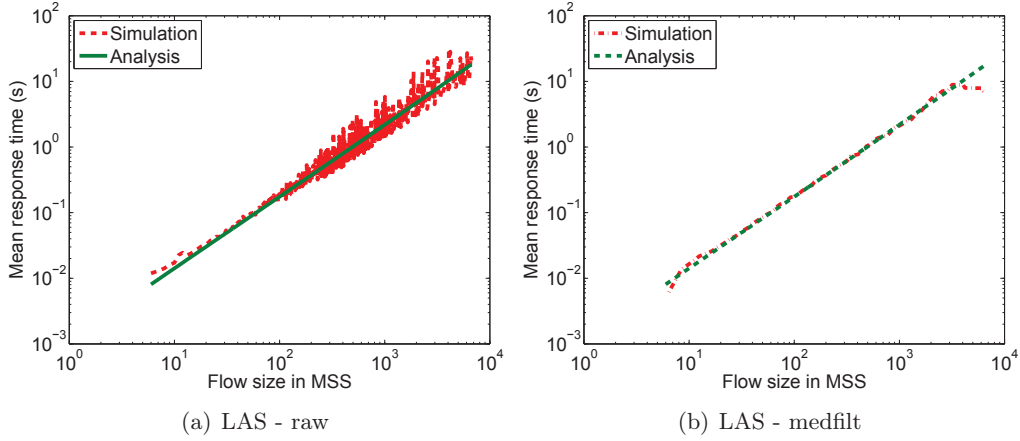 10^2
10^1
10^0
10^-1
10^-2
10^-3
Mean response time (s)
Simulation
Analysis
10^0 10^1 10^2 10^3 10^4
Flow size in MSS
(a) LAS - raw
10^2
10^1
10^0
10^-1
10^-2
10^-3
Mean response time (s)
Simulation
Analysis
10^0 10^1 10^2 10^3 10^4
Flow size in MSS
(b) LAS - medfilt